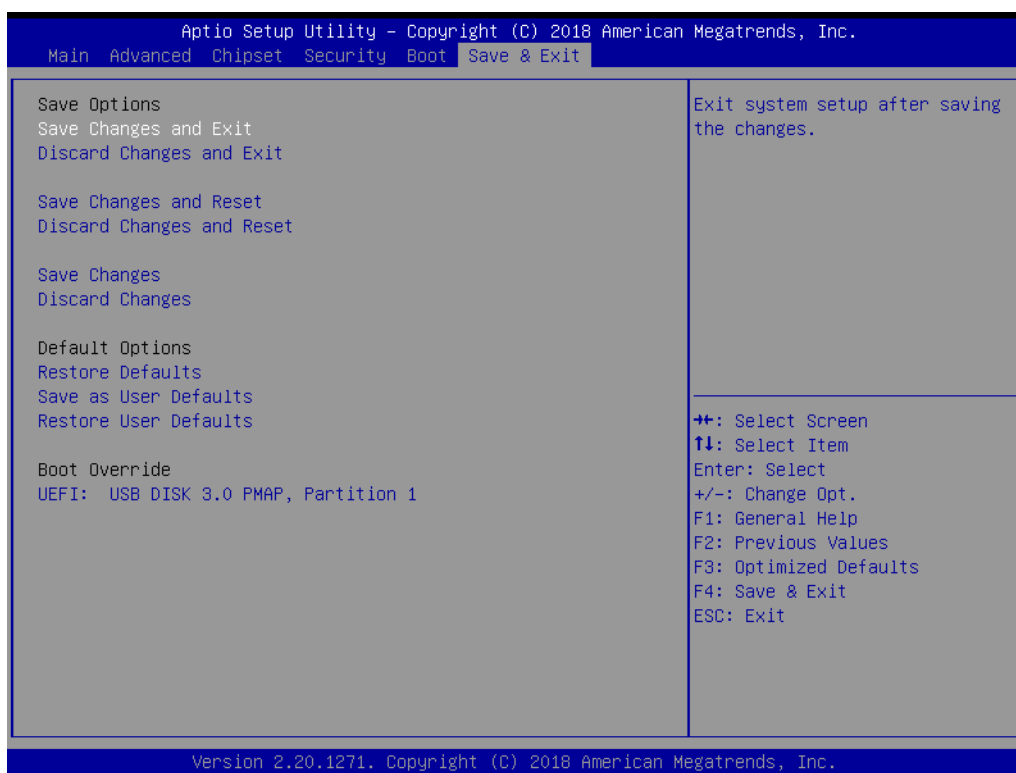 Aptio Setup Utility – Copyright (C) 2018 American Megatrends, Inc.
Main Advanced Chipset Security Boot Save & Exit
Save Options
Save Changes and Exit
Discard Changes and Exit
Save Changes and Reset
Discard Changes and Reset
Save Changes
Discard Changes
Default Options
Restore Defaults
Save as User Defaults
Restore User Defaults
Boot Override
UEFI: USB DISK 3.0 PMAP, Partition 1
Exit system setup after saving
the changes.
→←: Select Screen
↑↓: Select Item
Enter: Select
+/-: Change Opt.
F1: General Help
F2: Previous Values
F3: Optimized Defaults
F4: Save & Exit
ESC: Exit
Version 2.20.1271. Copyright (C) 2018 American Megatrends, Inc.